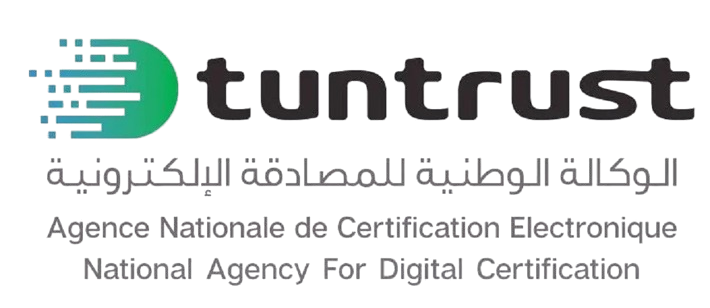 tuntrust
الوكالة الوطنية للمصادقة الإلكترونية
Agence Nationale de Certification Electronique
National Agency For Digital Certification